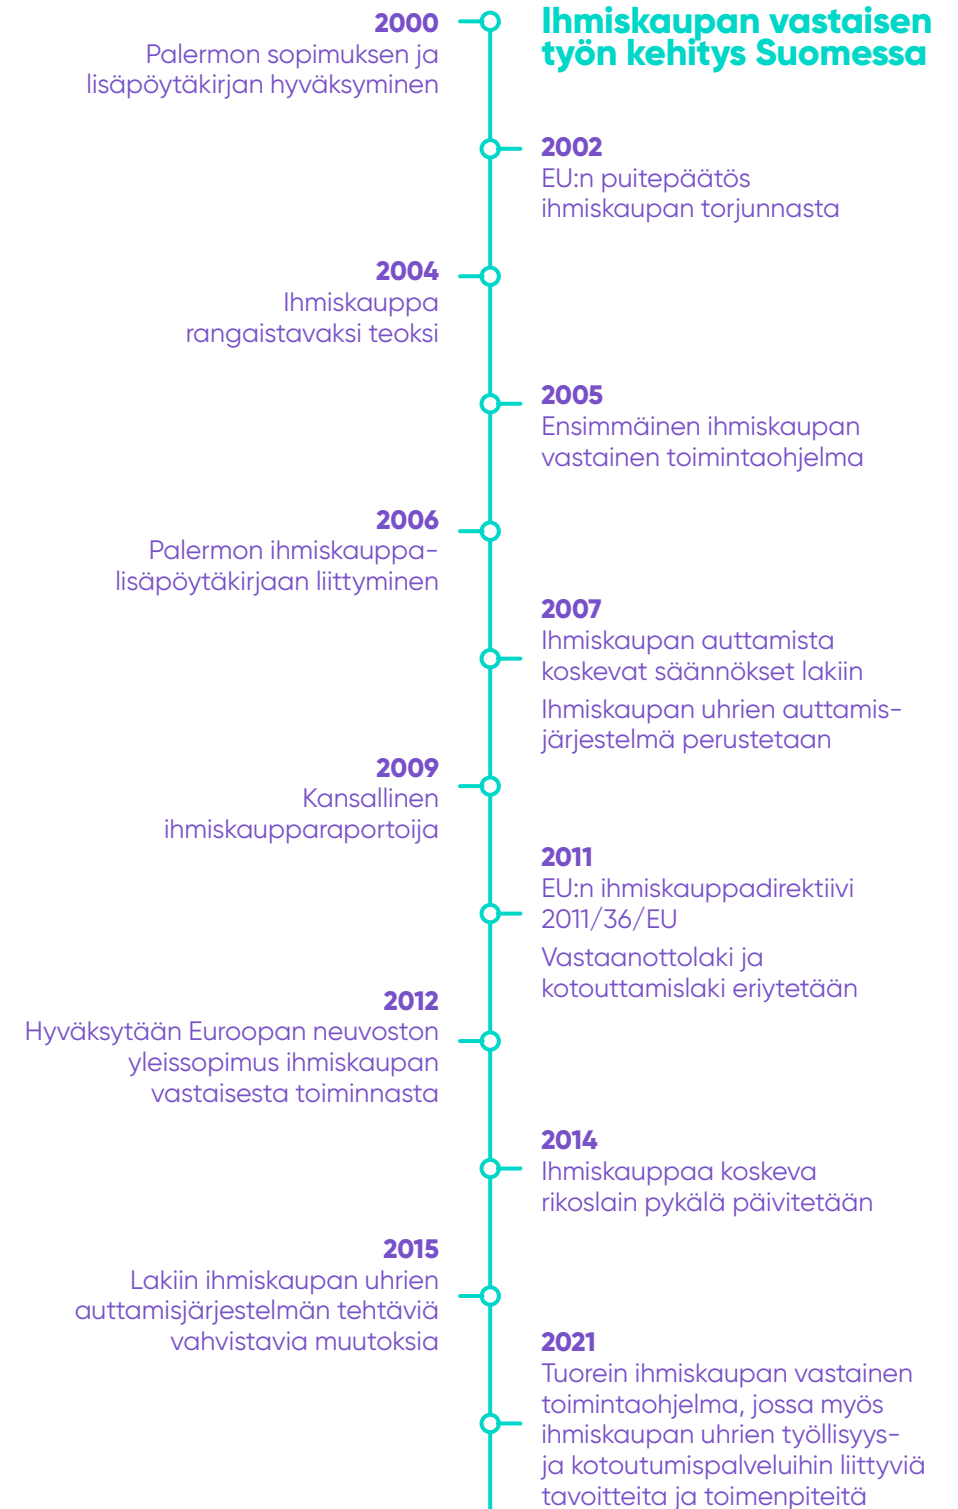 Ihmiskaupan vastaisen
työn kehitys Suomessa
2000
Palermon sopimuksen ja
lisäpöytäkirjan hyväksyminen
2002
EU:n puitepäätös
ihmiskaupan torjunnasta
2004
Ihmiskauppa
rangaistavaksi teoksi
2005
Ensimmäinen ihmiskaupan
vastainen toimintaohjelma
2006
Palermon ihmiskauppa-
lisäpöytäkirjaan liittyminen
2007
Ihmiskaupan auttamista
koskevat säännökset lakiin
Ihmiskaupan uhrien auttamis-
järjestelmä perustetaan
2009
Kansallinen
ihmiskaupparaportoija
2011
EU:n ihmiskauppadirektiivi
2011/36/EU
Vastaanottolaki ja
kotouttamislaki eriytetään
2012
Hyväksytään Euroopan neuvoston
yleissopimus ihmiskaupan
vastaisesta toiminnasta
2014
Ihmiskauppaa koskeva
rikoslain pykälä päivitetään
2015
Lakiin ihmiskaupan uhrien
auttamisjärjestelmän tehtäviä
vahvistavia muutoksia
2021
Tuorein ihmiskaupan vastainen
toimintaohjelma, jossa myös
ihmiskaupan uhrien työllisyys-
ja kotoutumispalveluihin liittyviä
tavoitteita ja toimenpiteitä